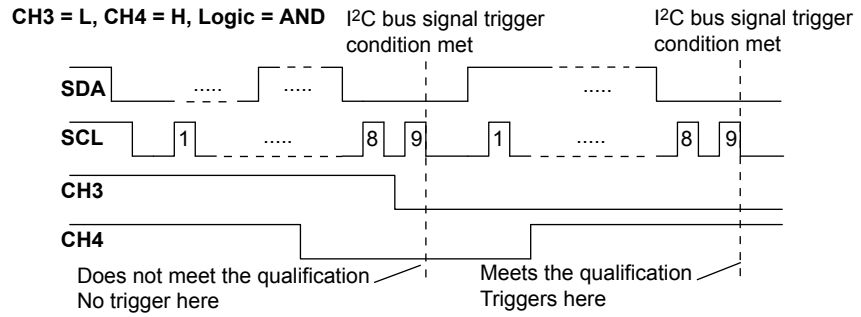 CH3 = L, CH4 = H, Logic = AND
I²C bus signal trigger
condition met
I²C bus signal trigger
condition met
SDA
..... ..... .....
SCL
1 ..... 8 9 1 ..... 8 9
CH3
CH4
Does not meet the qualification
No trigger here
Meets the qualification
Triggers here